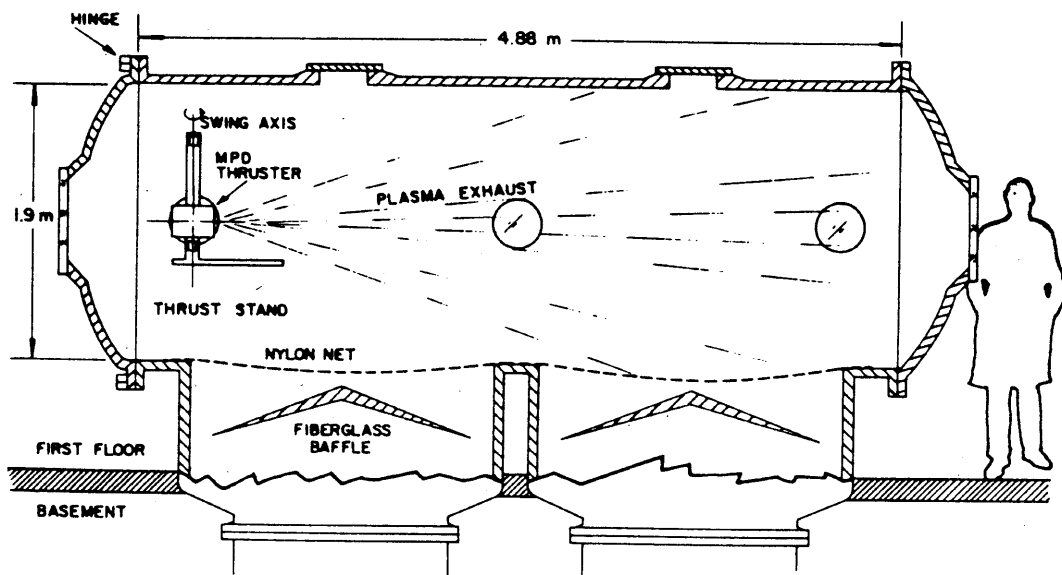 HINGE
4.88 m
SWING AXIS
MPD
THRUSTER
PLASMA EXHAUST
1.9 m
THRUST STAND
NYLON NET
FIBERGLASS
BAFFLE
FIRST FLOOR
BASEMENT